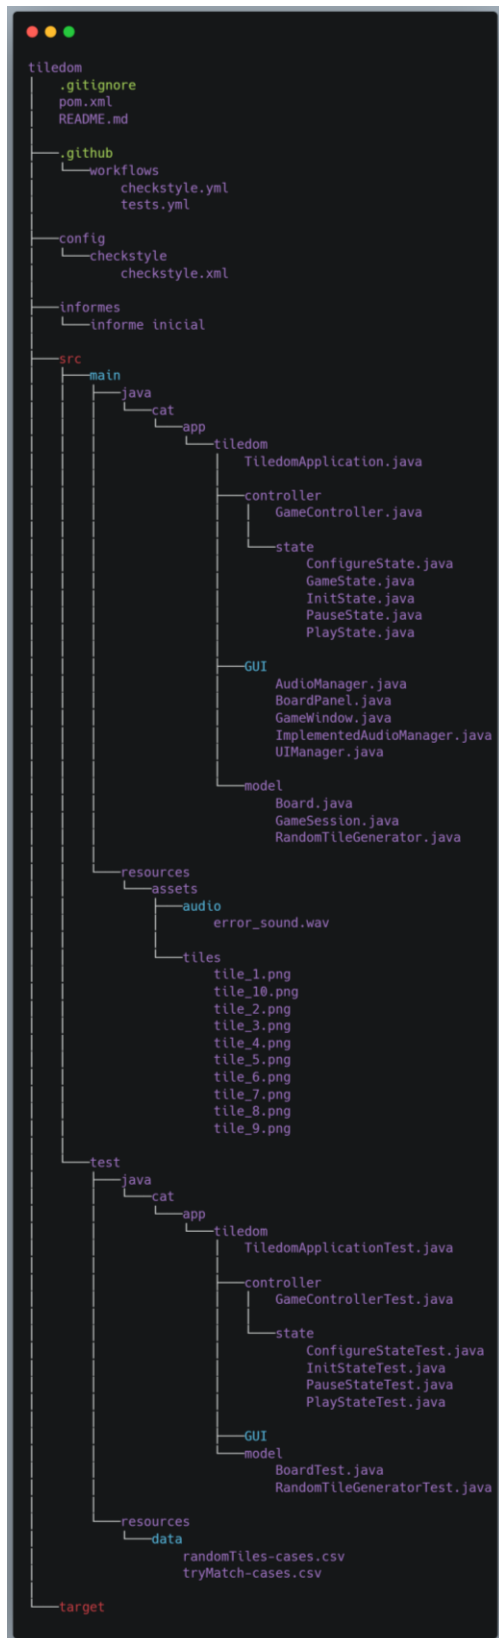 tiledom
.gitignore
pom.xml
README.md
.github
workflows
checkstyle.yml
tests.yml
config
checkstyle
checkstyle.xml
informes
informe inicial
src
main
java
cat
app
tiledom
TiledomApplication.java
controller
GameController.java
state
ConfigureState.java
GameState.java
InitState.java
PauseState.java
PlayState.java
GUI
AudioManager.java
BoardPanel.java
GameWindow.java
ImplementedAudioManager.java
UIManager.java
model
Board.java
GameSession.java
RandomTileGenerator.java
resources
assets
audio
error_sound.wav
tiles
tile_1.png
tile_10.png
tile_2.png
tile_3.png
tile_4.png
tile_5.png
tile_6.png
tile_7.png
tile_8.png
tile_9.png
test
java
cat
app
tiledom
TiledomApplicationTest.java
controller
GameControllerTest.java
state
ConfigureStateTest.java
InitStateTest.java
PauseStateTest.java
PlayStateTest.java
GUI
model
BoardTest.java
RandomTileGeneratorTest.java
resources
data
randomTiles-cases.csv
tryMatch-cases.csv
target